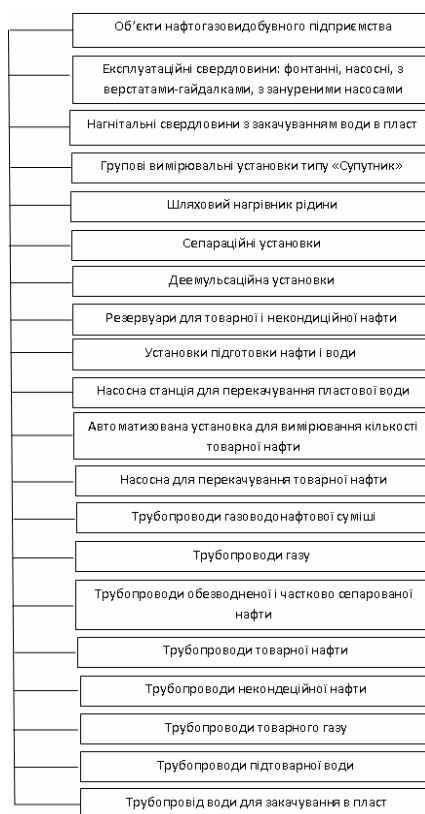 Об’єкти нафтогазовидобувного підприємства
Експлуатаційні свердловини: фонтанні, насосні, з
верстатами-гайдалками, з зануреними насосами
Нагнітальні свердловини з закачуванням води в пласт
Групові вимірювальні установки типу «Супутник»
Шляховий нагрівник рідини
Сепараційні установки
Деемульсаційна установки
Резервуари для товарної і некондиційної нафти
Установки підготовки нафти і води
Насосна станція для перекачування пластової води
Автоматизована установка для вимірювання кількості
товарної нафти
Насосна для перекачування товарної нафти
Трубопроводи газоводонафтової суміші
Трубопроводи газу
Трубопроводи обезводненої і частково сепарованої
нафти
Трубопроводи товарної нафти
Трубопроводи некондеційної нафти
Трубопроводи товарного газу
Трубопроводи підтоварної води
Трубопровід води для закачування в пласт